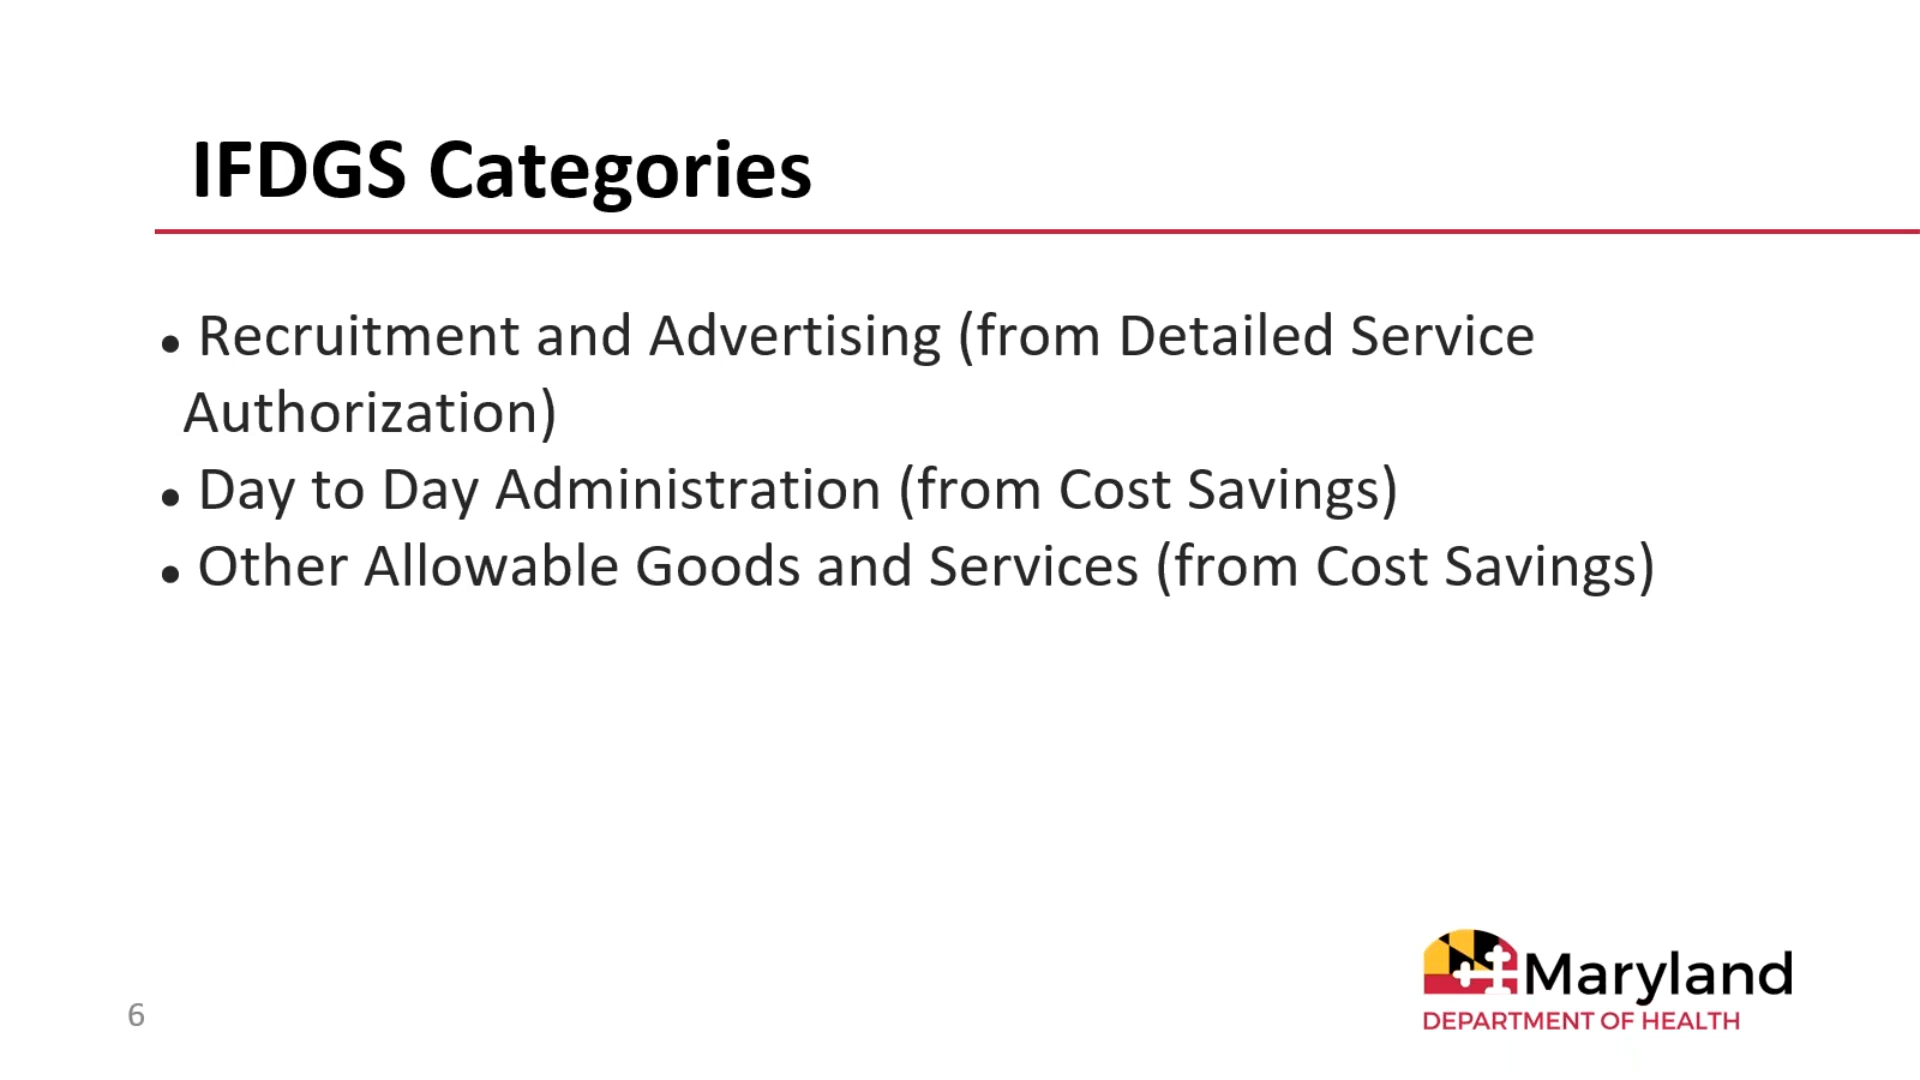 IFDGS Categories
• Recruitment and Advertising (from Detailed Service
Authorization)
• Day to Day Administration (from Cost Savings)
• Other Allowable Goods and Services (from Cost Savings)
6
Maryland
DEPARTMENT OF HEALTH